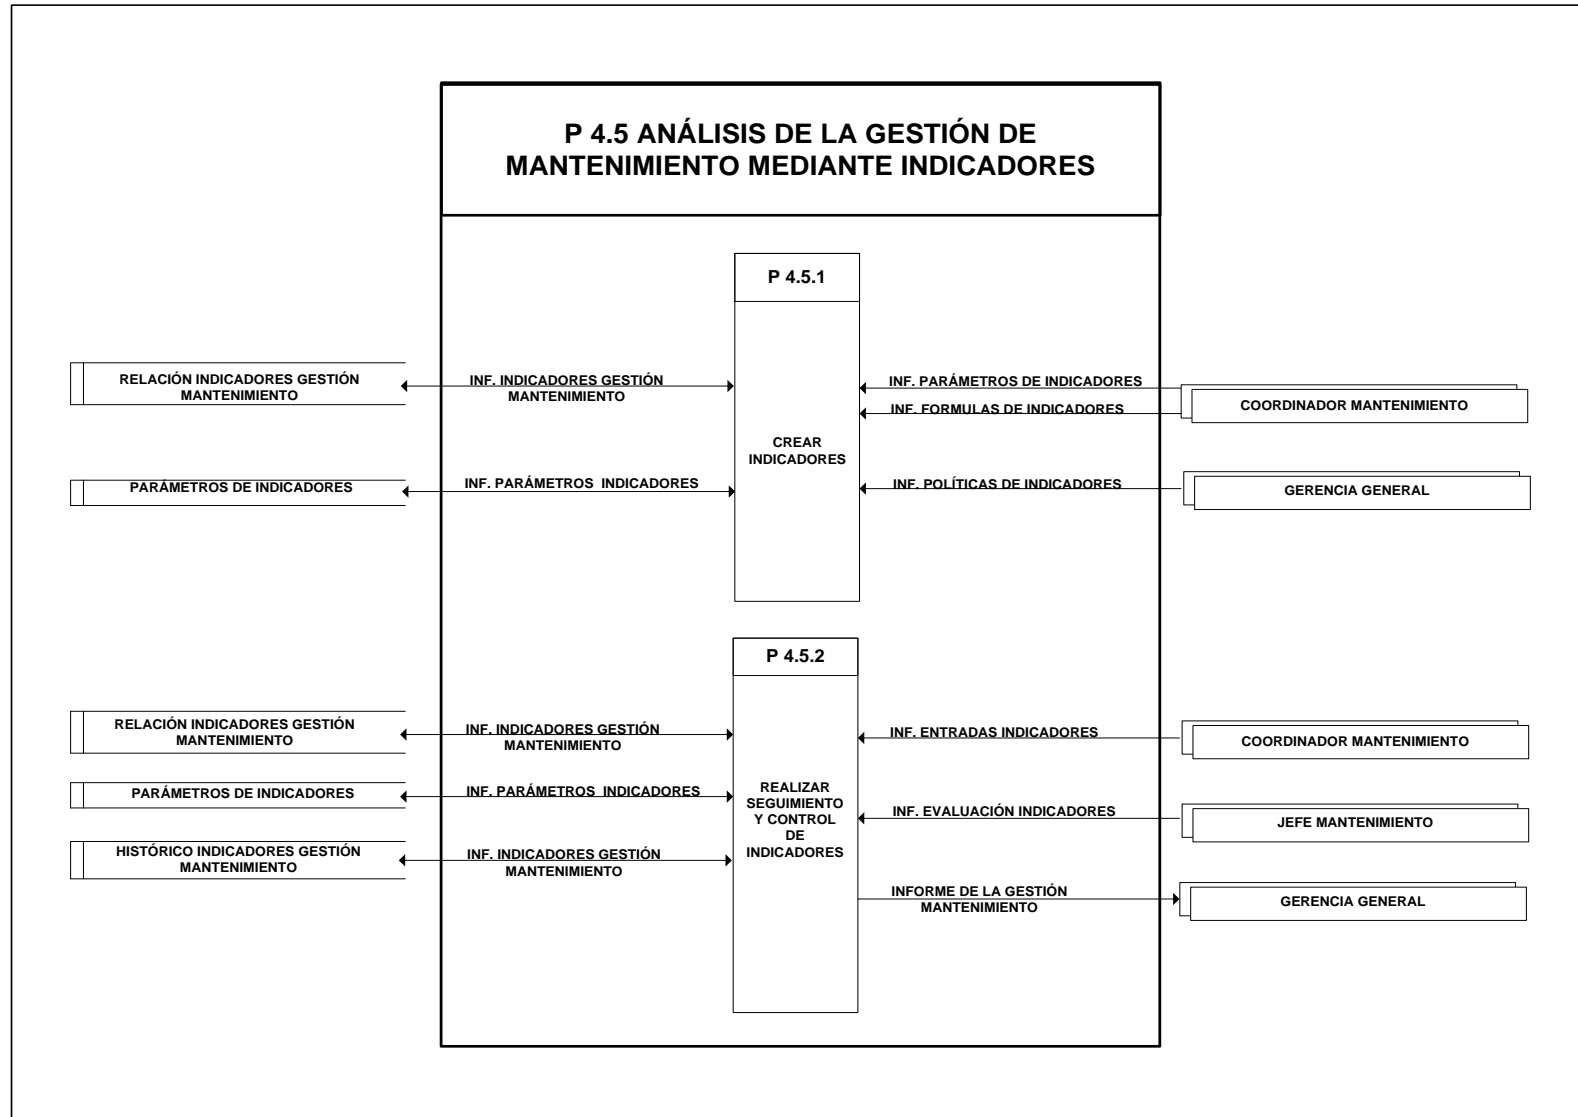 P 4.5 ANÁLISIS DE LA GESTIÓN DE
MANTENIMIENTO MEDIANTE INDICADORES
P 4.5.1
CREAR
INDICADORES
RELACIÓN INDICADORES GESTIÓN
MANTENIMIENTO
INF. INDICADORES GESTIÓN
MANTENIMIENTO
INF. PARÁMETROS DE INDICADORES
INF. FORMULAS DE INDICADORES
COORDINADOR MANTENIMIENTO
PARÁMETROS DE INDICADORES
INF. PARÁMETROS INDICADORES
INF. POLÍTICAS DE INDICADORES
GERENCIA GENERAL
P 4.5.2
REALIZAR
SEGUIMIENTO
Y CONTROL
DE
INDICADORES
RELACIÓN INDICADORES GESTIÓN
MANTENIMIENTO
INF. INDICADORES GESTIÓN
MANTENIMIENTO
INF. ENTRADAS INDICADORES
COORDINADOR MANTENIMIENTO
PARÁMETROS DE INDICADORES
INF. PARÁMETROS INDICADORES
INF. EVALUACIÓN INDICADORES
JEFE MANTENIMIENTO
HISTÓRICO INDICADORES GESTIÓN
MANTENIMIENTO
INF. INDICADORES GESTIÓN
MANTENIMIENTO
INFORME DE LA GESTIÓN
MANTENIMIENTO
GERENCIA GENERAL